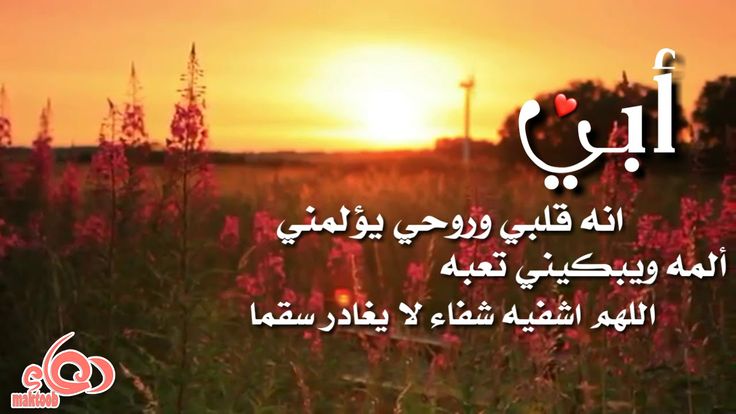 أبي
انه قلبي وروحي يؤلمني
ألمه ويبكيني تعبه
اللهم اشفيه شفاء لا يغادر سقما
دعاء
maktoob